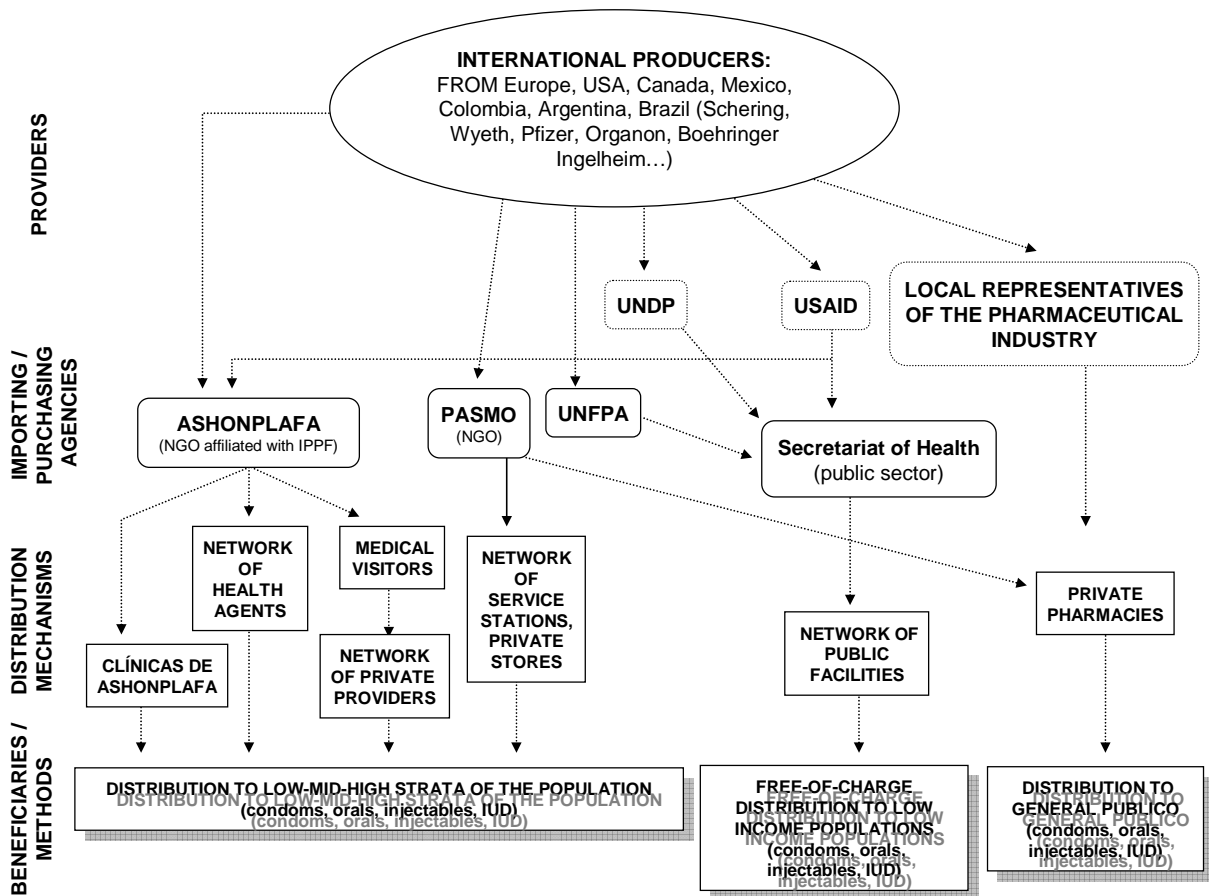 INTERNATIONAL PRODUCERS:
FROM Europe, USA, Canada, Mexico,
Colombia, Argentina, Brazil (Schering,
Wyeth, Pfizer, Organon, Boehringer
Ingelheim…)
PROVIDERS
UNDP
USAID
LOCAL REPRESENTATIVES
OF THE PHARMACEUTICAL
INDUSTRY
IMPORTING /
PURCHASING
AGENCIES
ASHONPLAFA
(NGO affiliated with IPPF)
PASMO
(NGO)
UNFPA
Secretariat of Health
(public sector)
DISTRIBUTION
MECHANISMS
CLÍNICAS DE
ASHONPLAFA
NETWORK
OF
HEALTH
AGENTS
MEDICAL
VISITORS
NETWORK
OF PRIVATE
PROVIDERS
NETWORK
OF
SERVICE
STATIONS,
PRIVATE
STORES
NETWORK OF
PUBLIC
FACILITIES
PRIVATE
PHARMACIES
BENEFICIARIES /
METHODS
DISTRIBUTION TO LOW-MID-HIGH STRATA OF THE POPULATION
(condoms, orals, injectables, IUD)
FREE-OF-CHARGE
DISTRIBUTION TO LOW
INCOME POPULATIONS
(condoms, orals,
injectables, IUD)
DISTRIBUTION TO
GENERAL PUBLICO
(condoms, orals,
injectables, IUD)